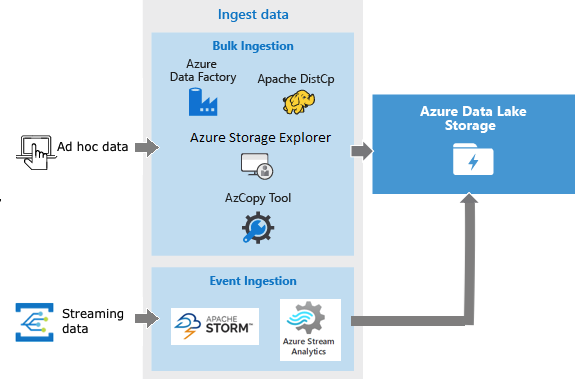 Ingest data
Bulk Ingestion
Azure
Data Factory
Apache DistCp
Azure Storage Explorer
AzCopy Tool
Ad hoc data
Azure Data Lake
Storage
Event Ingestion
Streaming
data
APACHE
STORM™
Azure Stream
Analytics